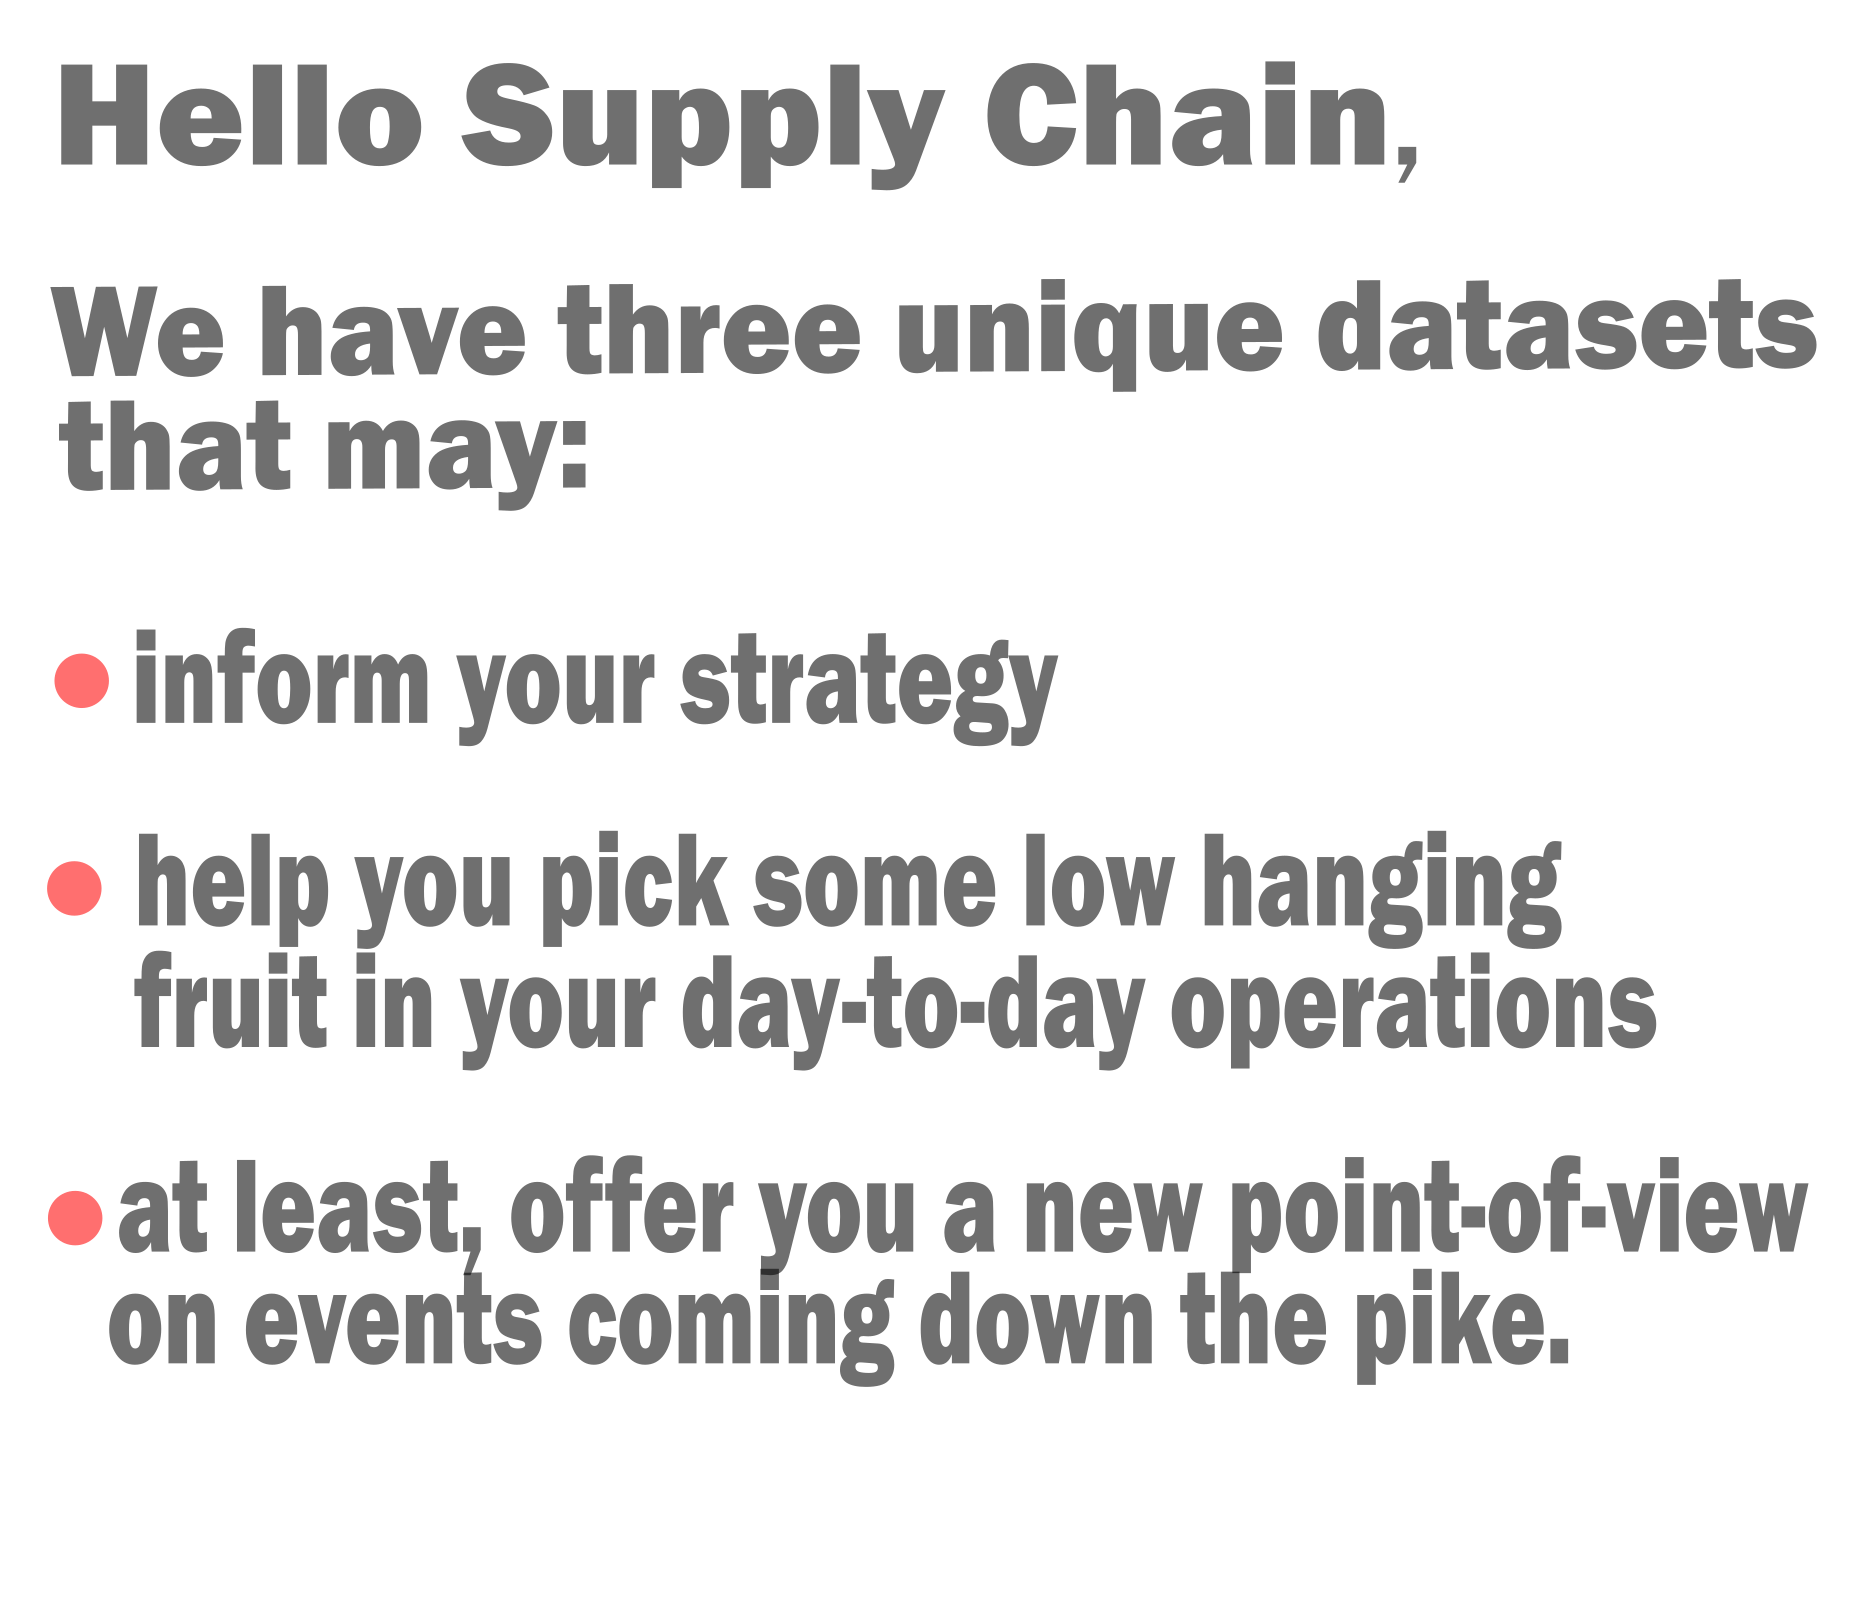 Hello Supply Chain,
We have three unique datasets
that may:
inform your strategy
help you pick some low hanging
fruit in your day-to-day operations
at least, offer you a new point-of-view
on events coming down the pike.